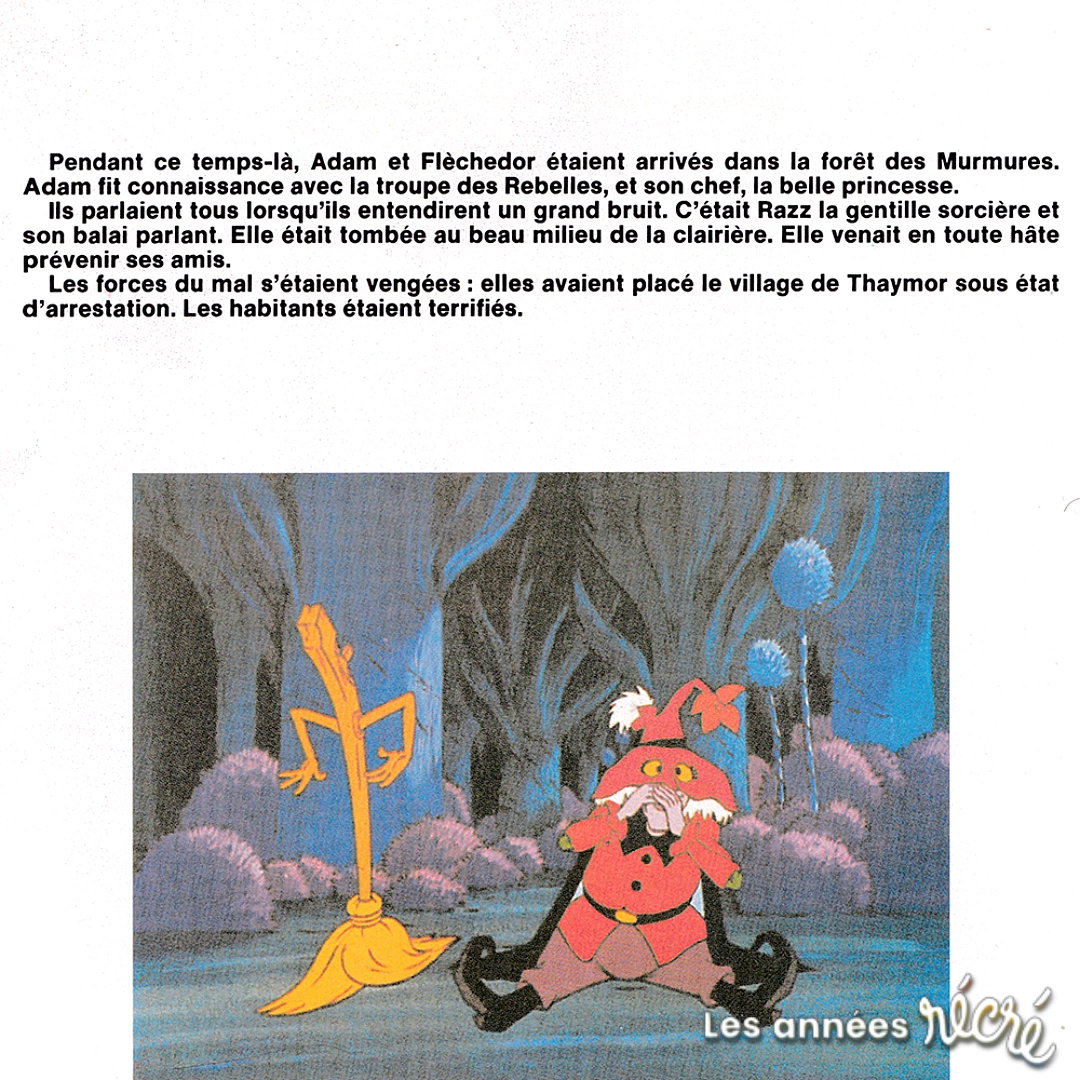 Pendant ce temps-là, Adam et Flèchedor étaient arrivés dans la forêt des Murmures.
Adam fit connaissance avec la troupe des Rebelles, et son chef, la belle princesse.
Ils parlaient tous lorsqu'ils entendirent un grand bruit. C'était Razz la gentille sorcière et
son balai parlant. Elle était tombée au beau milieu de la clairière. Elle venait en toute hâte
prévenir ses amis.
Les forces du mal s'étaient vengées : elles avaient placé le village de Thaymor sous état
d'arrestation. Les habitants étaient terrifiés.
Les années récré